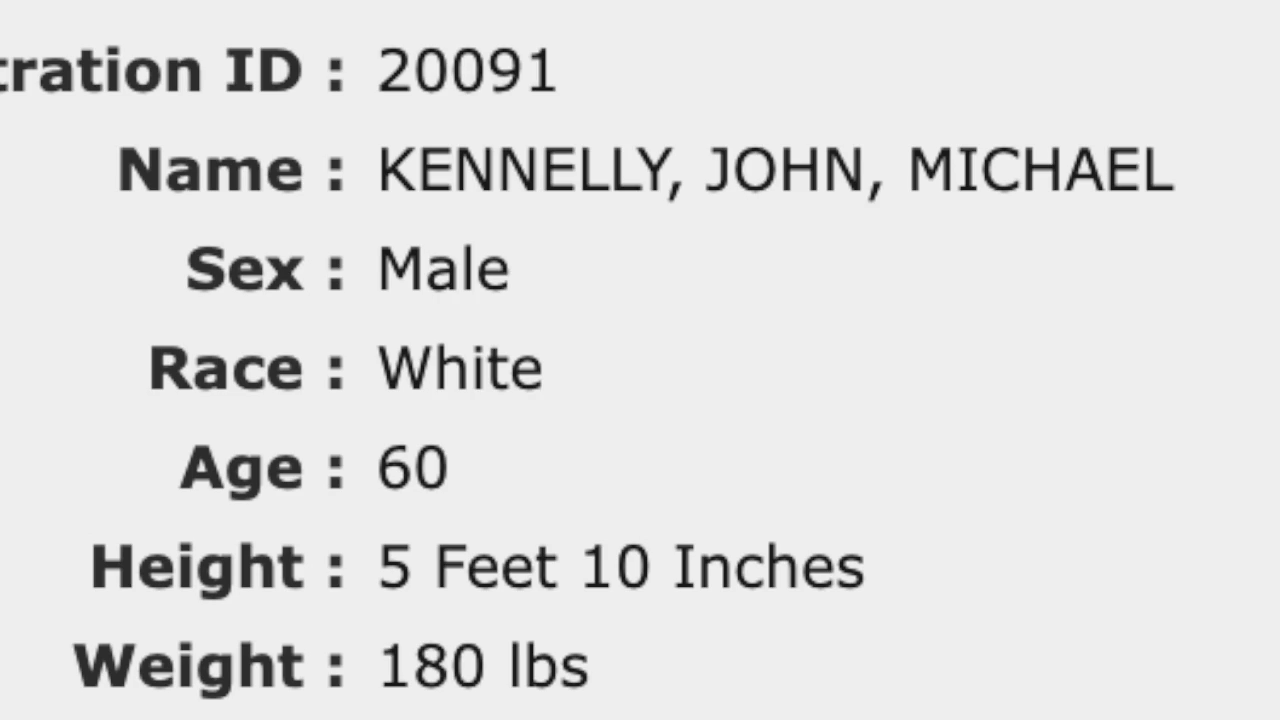 tration ID : 20091
Name : KENNELLY, JOHN, MICHAEL
Sex : Male
Race : White
Age : 60
Height : 5 Feet 10 Inches
Weight : 180 lbs